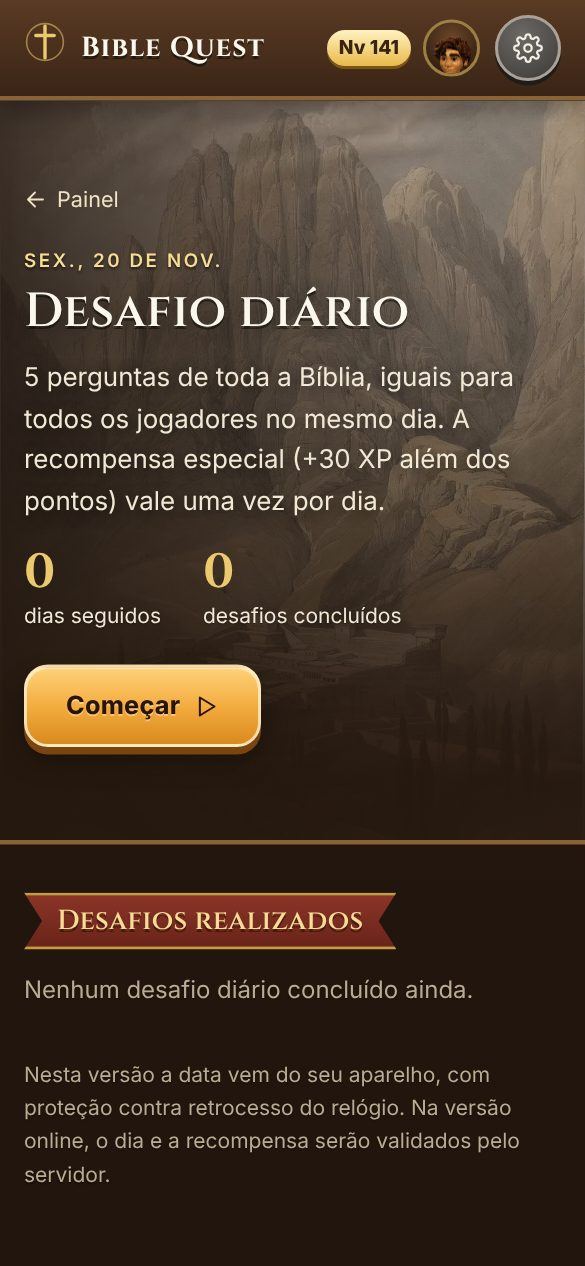 Bible Quest
Nv 141
← Painel
SEX., 20 DE NOV.
Desafio diário
5 perguntas de toda a Bíblia, iguais para
todos os jogadores no mesmo dia. A
recompensa especial (+30 XP além dos
pontos) vale uma vez por dia.
0 0
dias seguidos desafios concluídos
Começar
Desafios realizados
Nenhum desafio diário concluído ainda.
Nesta versão a data vem do seu aparelho, com
proteção contra retrocesso do relógio. Na versão
online, o dia e a recompensa serão validados pelo
servidor.